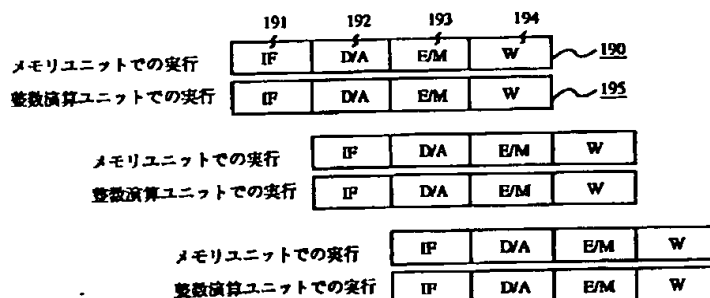 191 192 193 194
メモリユニットでの実行 IF D/A E/M W 190
整数演算ユニットでの実行 IF D/A E/M W 195
メモリユニットでの実行 IF D/A E/M W
整数演算ユニットでの実行 IF D/A E/M W
メモリユニットでの実行 IF D/A E/M W
整数演算ユニットでの実行 IF D/A E/M W